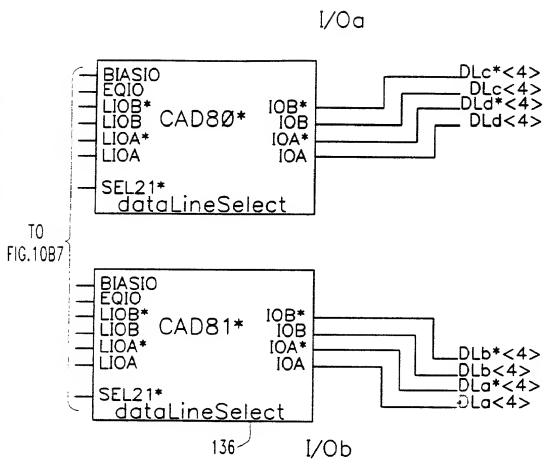 I/Oa
BIASIO
EQIO
LIOB*
LIOB
LIOA*
LIOA
SEL21*
CAD80*
IOB*
IOB
IOA*
IOA
dataLineSelect
DLc*<4>
DLc<4>
DLd*<4>
DLd<4>
TO
FIG.10B7
BIASIO
EQIO
LIOB*
LIOB
LIOA*
LIOA
SEL21*
CAD81*
IOB*
IOB
IOA*
IOA
dataLineSelect
DLb*<4>
DLb<4>
DLa*<4>
DLa<4>
136
I/Ob